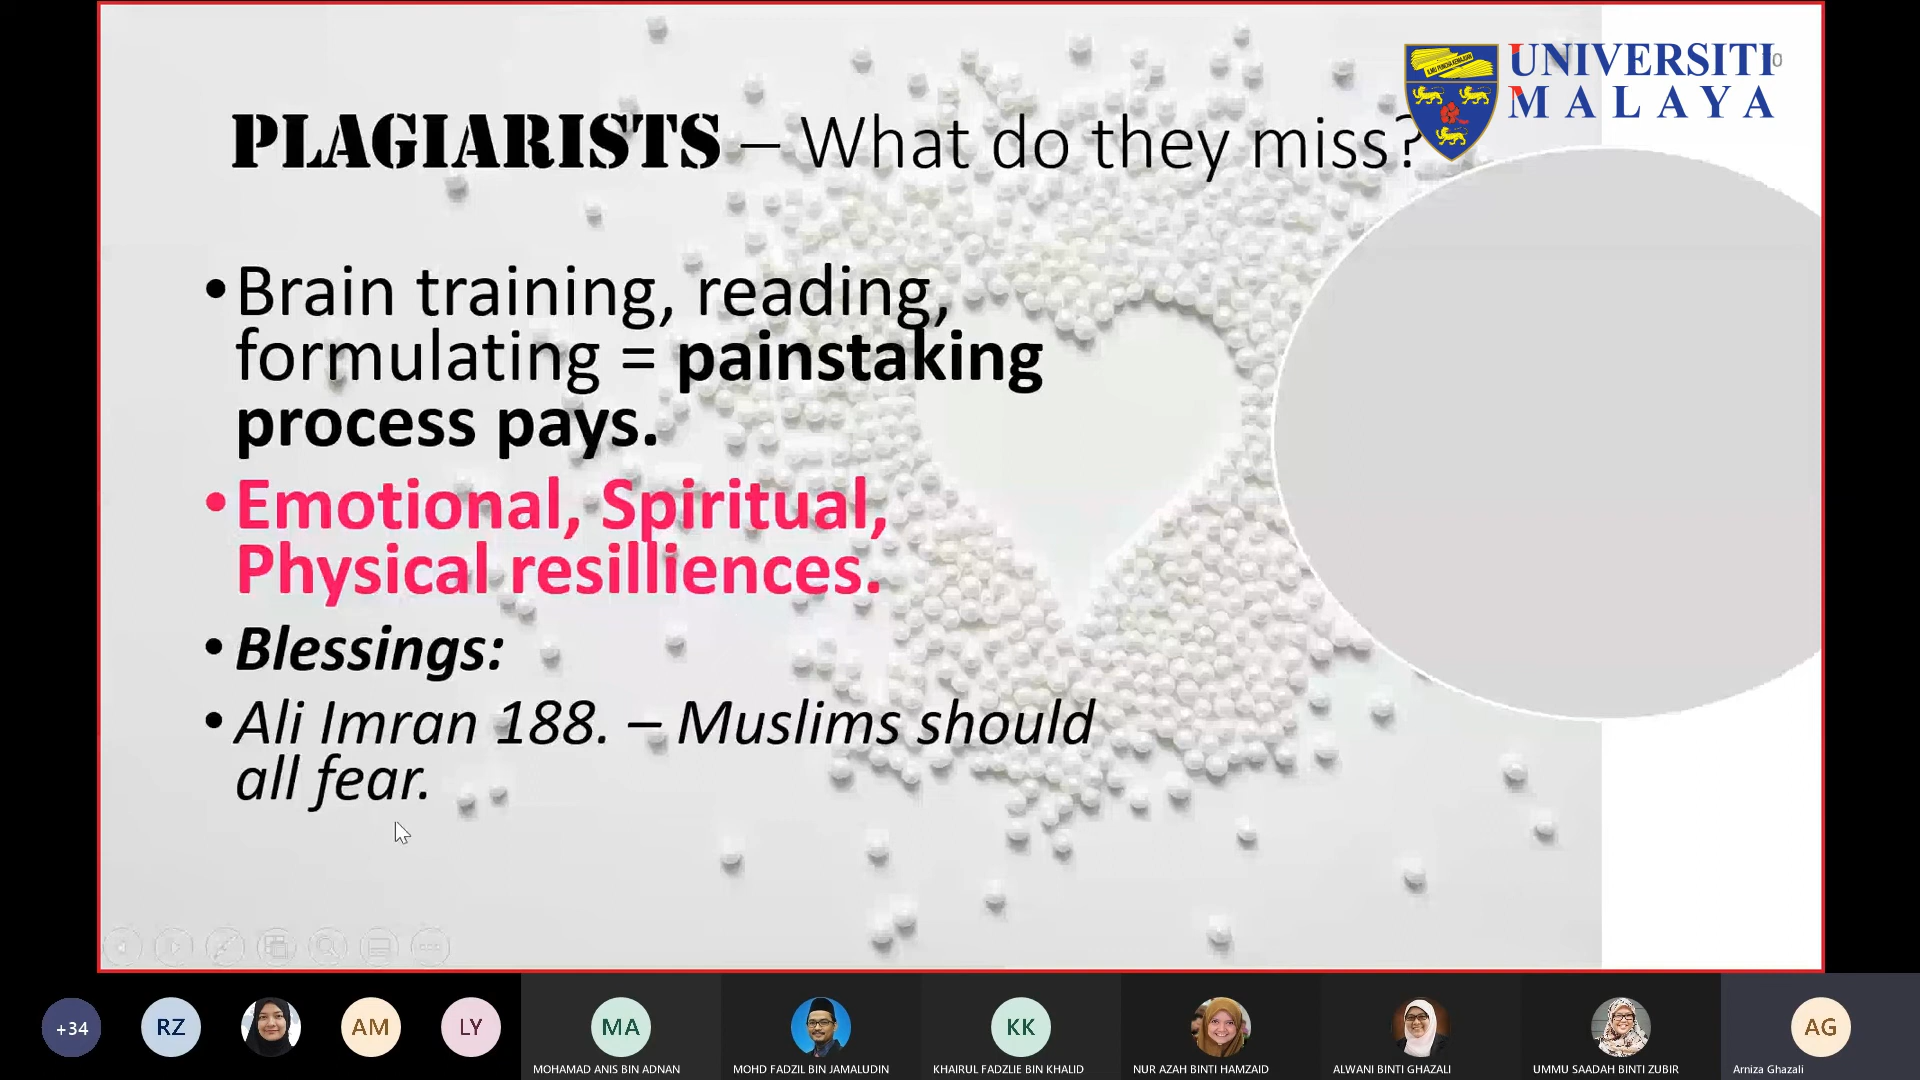 UNIVERSITI
MALAYA
PLAGIARISTS – What do they miss?
•Brain training, reading,
formulating = painstaking
process pays.
•Emotional, Spiritual,
Physical resilliences.
•Blessings:
•Ali Imran 188. – Muslims should
all fear.
+34
RZ
AM
LY
MA
KK
AG
MOHAMAD ANIS BIN ADNAN
MOHD FADZIL BIN JAMALUDIN
KHAIRUL FADZLIE BIN KHALID
NUR AZAH BINTI HAMZAID
ALWANI BINTI GHAZALI
UMMU SAADAH BINTI ZUBIR
Arniza Ghazali